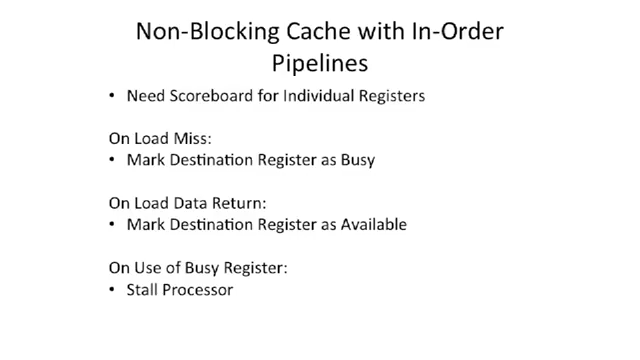 Non-Blocking Cache with In-Order
Pipelines
• Need Scoreboard for Individual Registers
On Load Miss:
• Mark Destination Register as Busy
On Load Data Return:
• Mark Destination Register as Available
On Use of Busy Register:
• Stall Processor